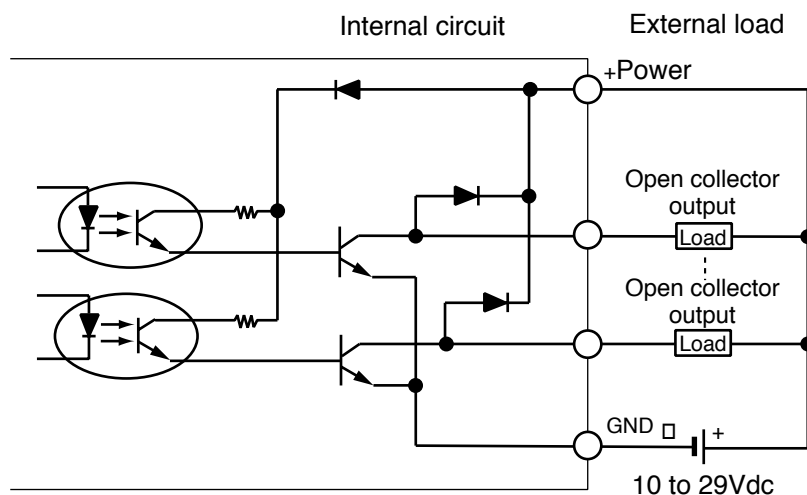 Internal circuit
External load
+Power
Open collector
output
Load
Open collector
output
Load
GND
+
10 to 29Vdc